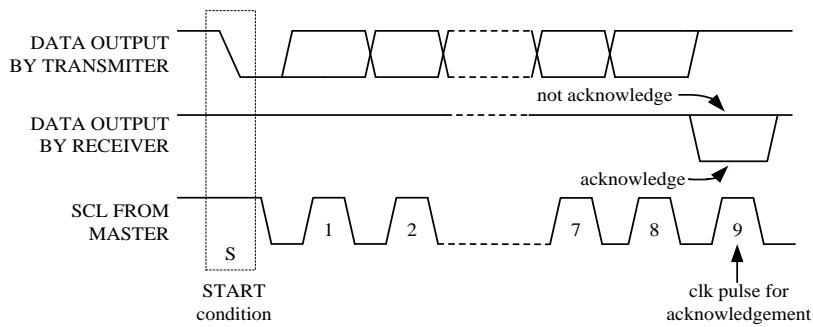 DATA OUTPUT
BY TRANSMITER
not acknowledge
DATA OUTPUT
BY RECEIVER
acknowledge
SCL FROM
MASTER
1
2
7
8
9
S
START
condition
clk pulse for
acknowledgement